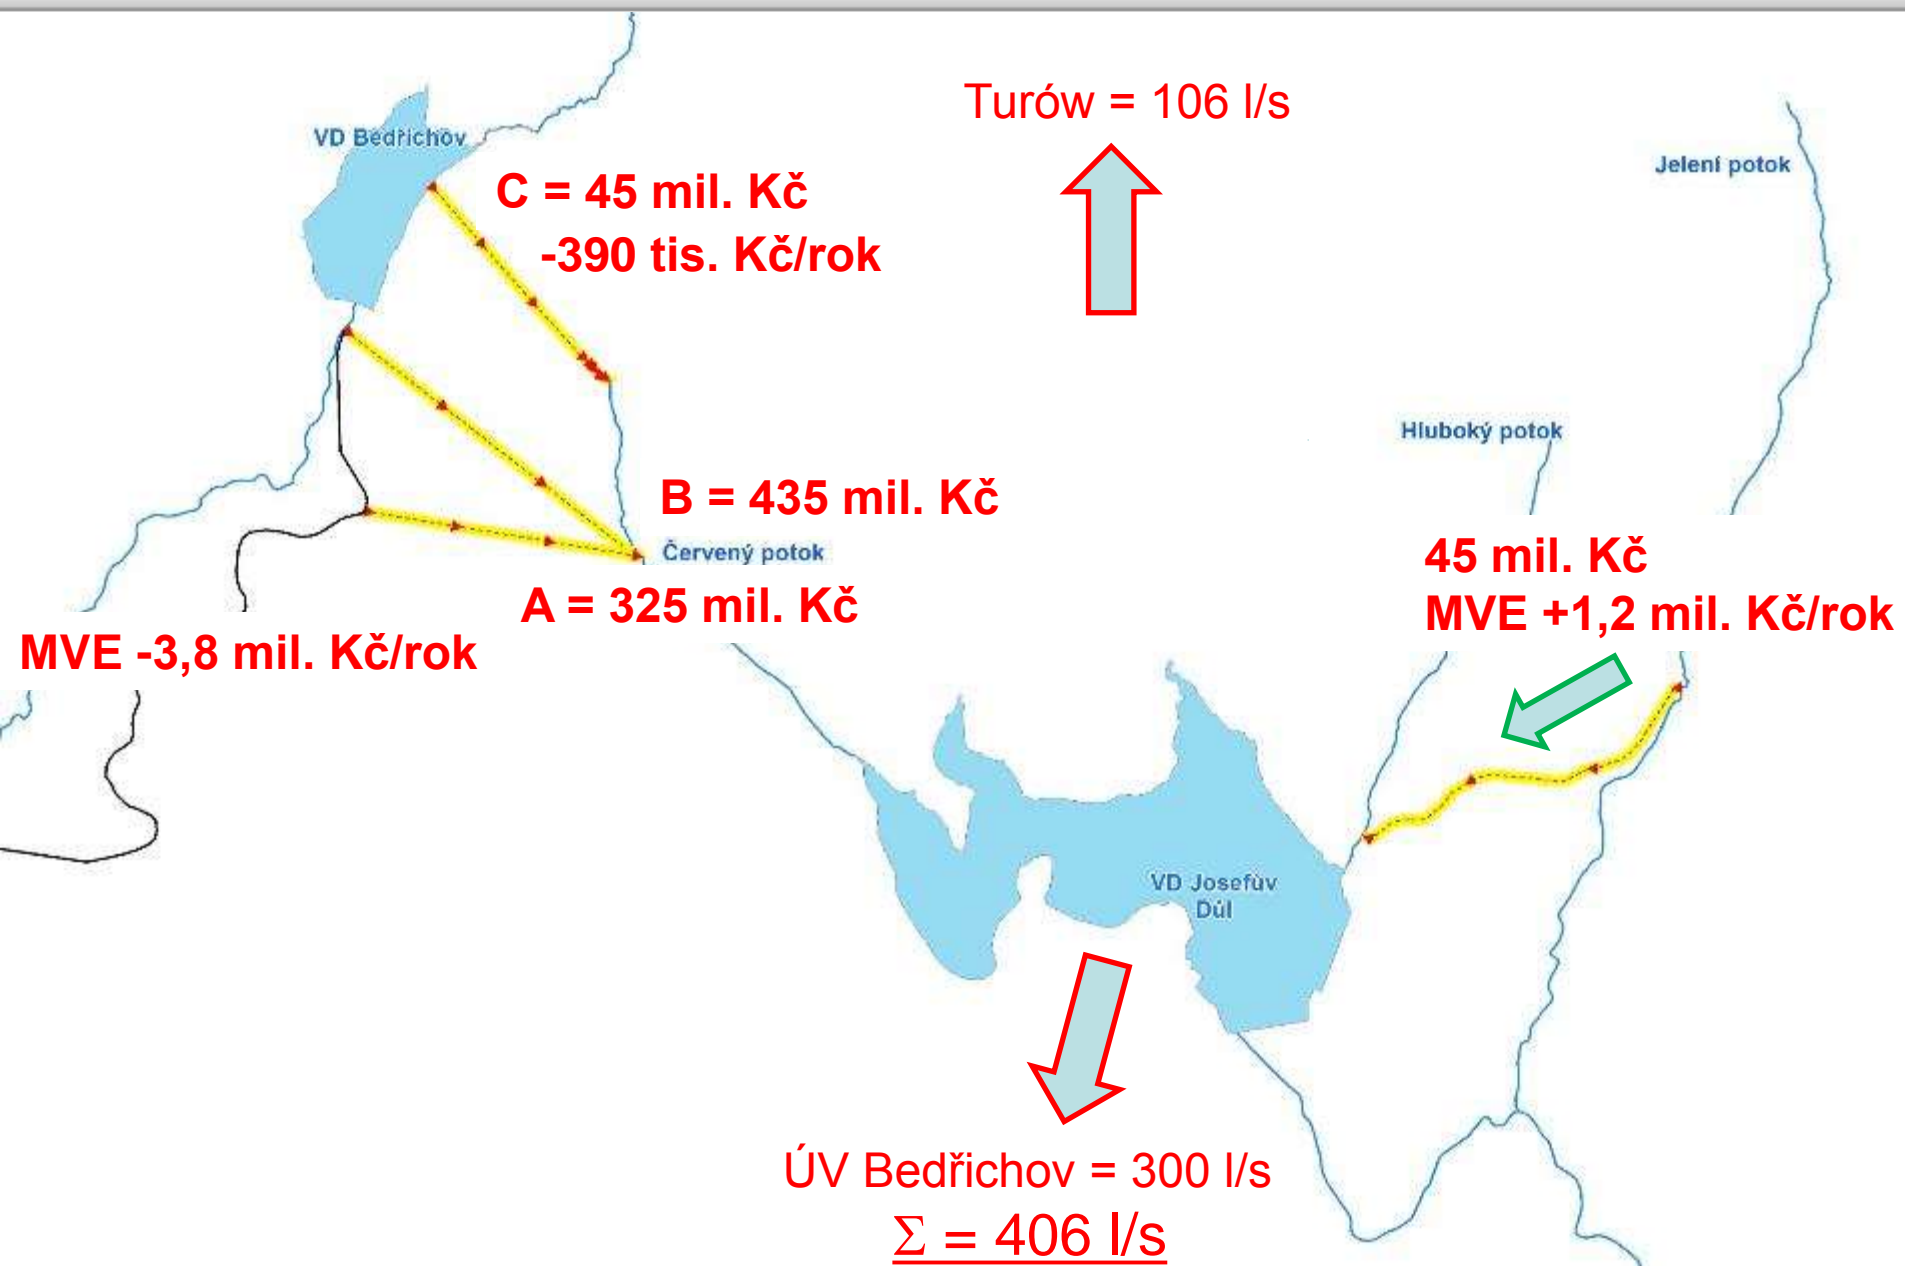 Turów = 106 l/s
VD Bedřichov
Jelení potok
C = 45 mil. Kč
-390 tis. Kč/rok
Hluboký potok
B = 435 mil. Kč
Červený potok
45 mil. Kč
MVE +1,2 mil. Kč/rok
A = 325 mil. Kč
MVE -3,8 mil. Kč/rok
VD Josefův
Důl
ÚV Bedřichov = 300 l/s
Σ = 406 l/s